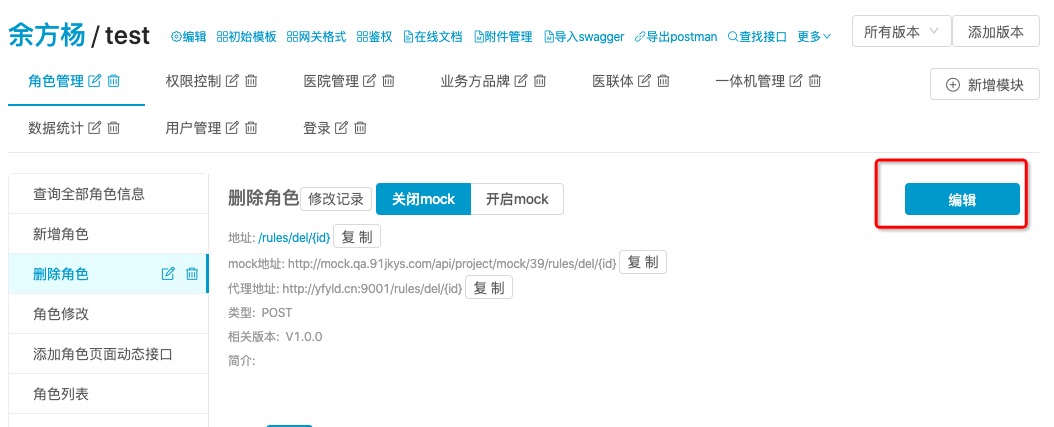 余方杨 / test 编辑 初始模板 网关格式 鉴权 在线文档 附件管理 导入swagger 导出postman 查找接口 更多 所有版本 添加版本
角色管理 权限控制 医院管理 业务方品牌 医联体 一体机管理 新增模块
数据统计 用户管理 登录
查询全部角色信息
新增角色
删除角色
角色修改
添加角色页面动态接口
角色列表
删除角色 修改记录 关闭mock 开启mock 编辑
地址: /rules/del/{id} 复 制
mock地址: http://mock.qa.91jkys.com/api/project/mock/39/rules/del/{id} 复 制
代理地址: http://yfyld.cn:9001/rules/del/{id} 复 制
类型: POST
相关版本: V1.0.0
简介: